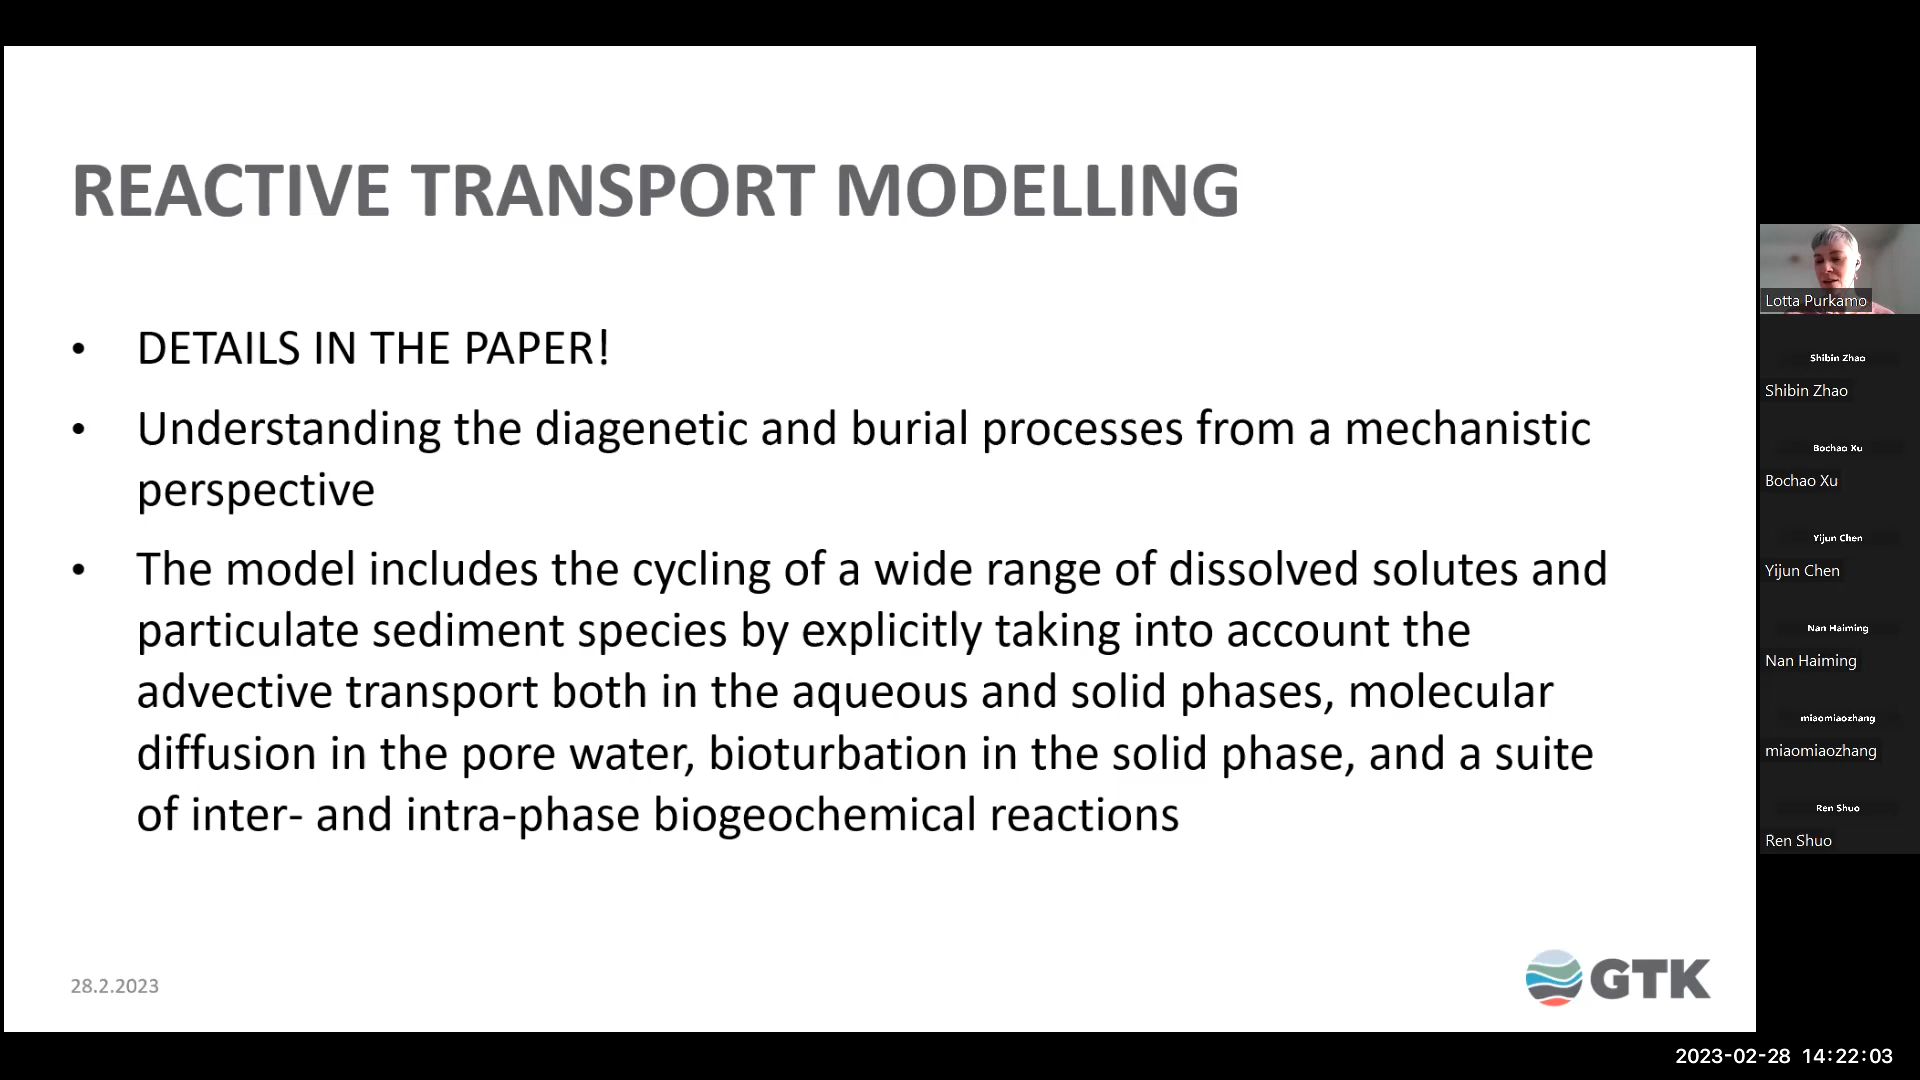 REACTIVE TRANSPORT MODELLING
• DETAILS IN THE PAPER!
• Understanding the diagenetic and burial processes from a mechanistic
perspective
• The model includes the cycling of a wide range of dissolved solutes and
particulate sediment species by explicitly taking into account the
advective transport both in the aqueous and solid phases, molecular
diffusion in the pore water, bioturbation in the solid phase, and a suite
of inter- and intra-phase biogeochemical reactions
28.2.2023
GTK
Lotta Purkamo
Shibin Zhao
Shibin Zhao
Bochao Xu
Bochao Xu
Yijun Chen
Yijun Chen
Nan Haiming
Nan Haiming
miaomiaozhang
miaomiaozhang
Ren Shuo
Ren Shuo
2023-02-28 14:22:03